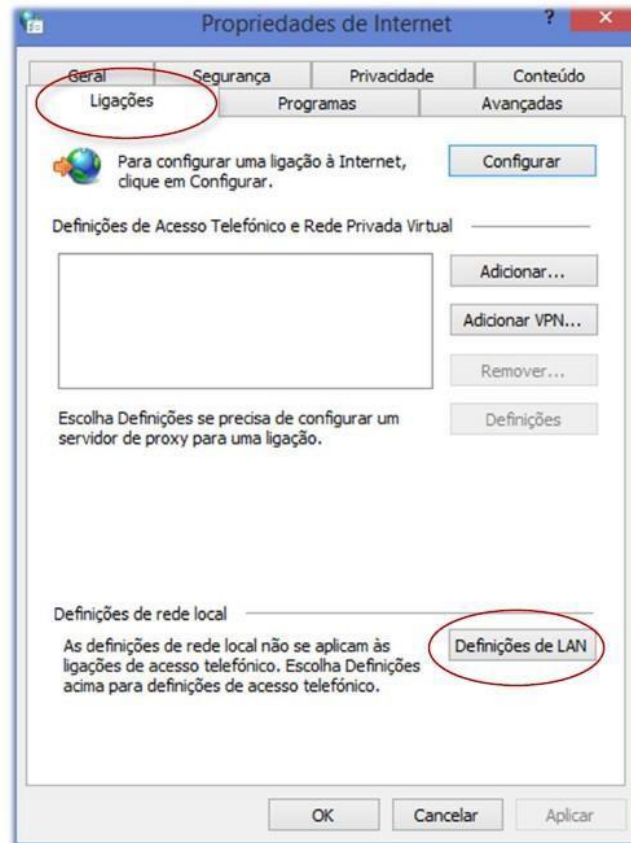 Propriedades de Internet
?
Geral Segurança Privacidade Conteúdo
Ligações Programas Avançadas
Para configurar uma ligação à Internet,
clique em Configurar.
Configurar
Definições de Acesso Telefónico e Rede Privada Virtual
Adicionar...
Adicionar VPN...
Remover...
Escolha Definições se precisa de configurar um
servidor de proxy para uma ligação.
Definições
Definições de rede local
As definições de rede local não se aplicam às
ligações de acesso telefónico. Escolha Definições
acima para definições de acesso telefónico.
Definições de LAN
OK Cancelar Aplicar